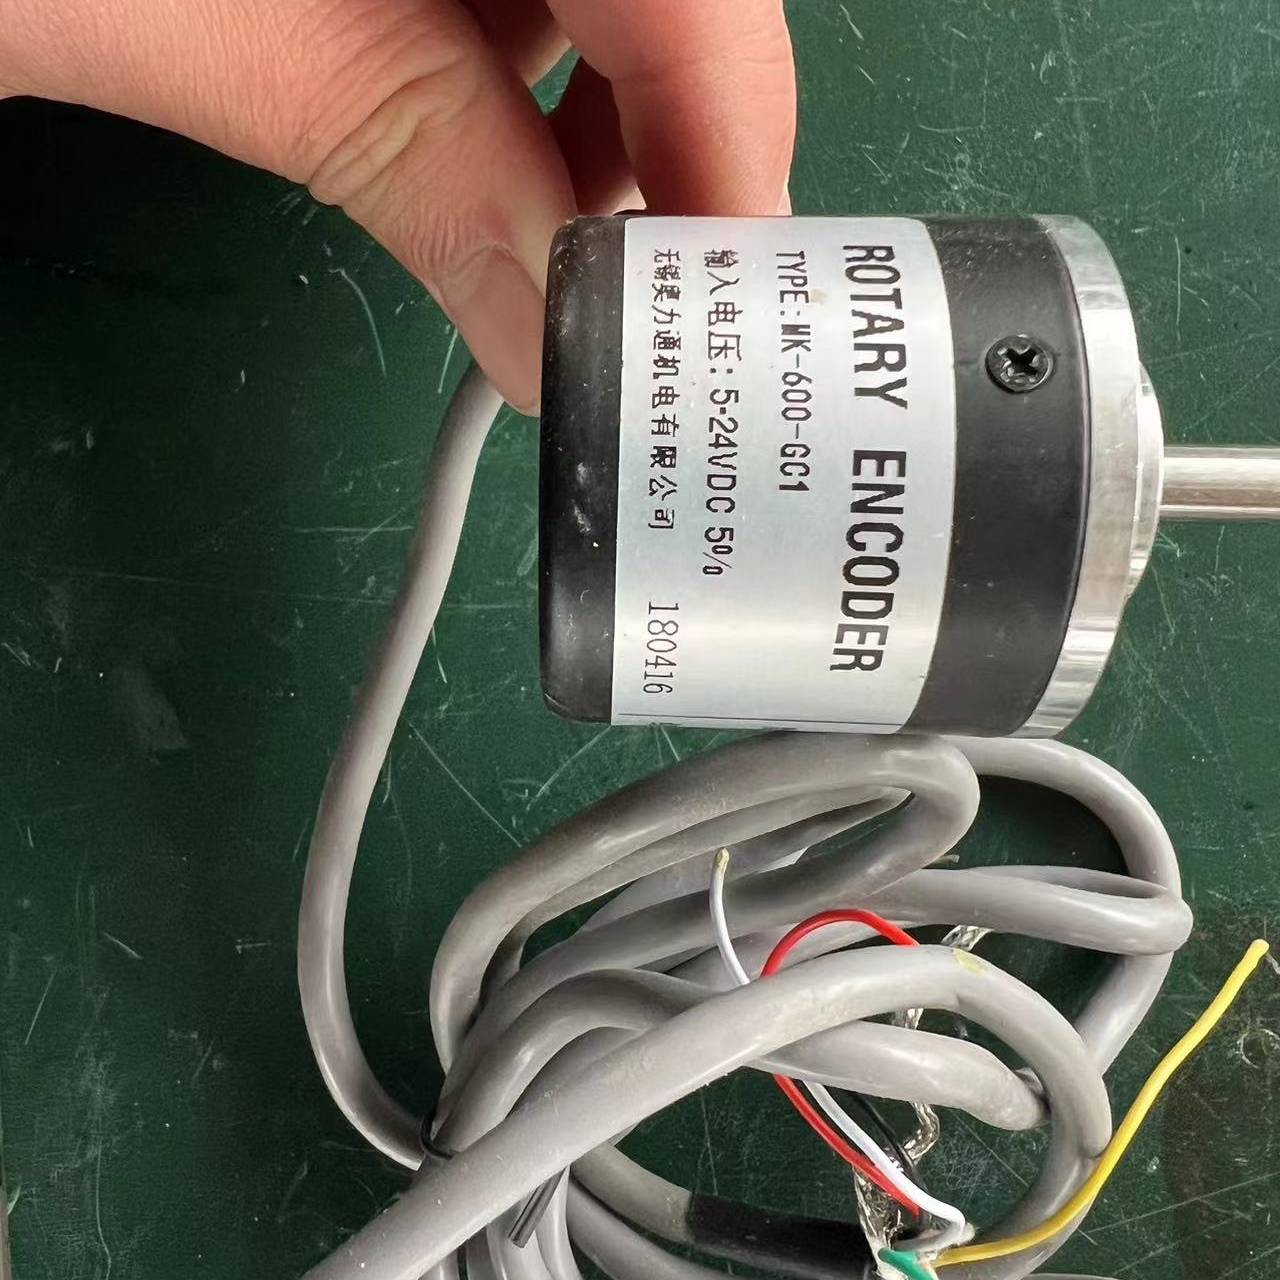 ROTARY ENCODER
TYPE:WK-600-GC1
输入电压：5-24VDC 5%
无锡奥力通机电有限公司 180416